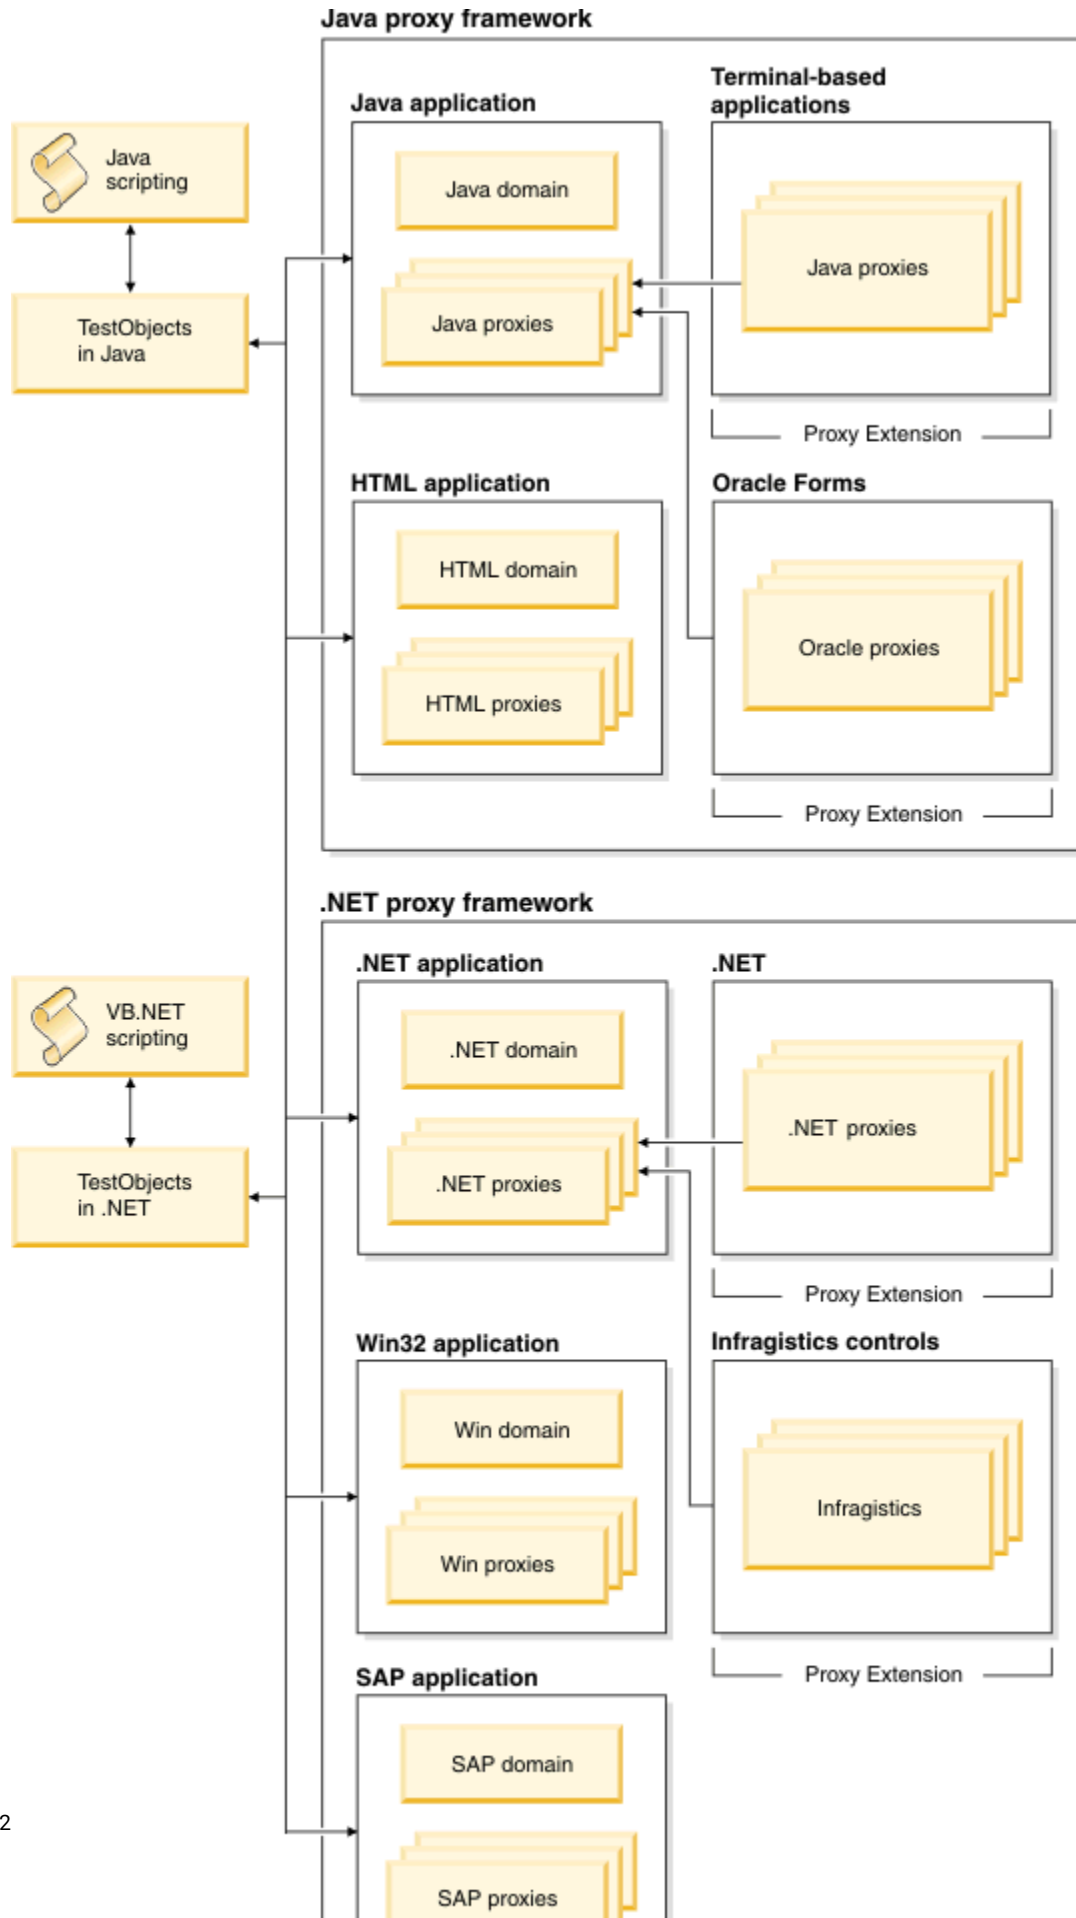 Java proxy framework
Java application
Terminal-based
applications
Java
scripting
Java domain
Java proxies
Java proxies
TestObjects
in Java
Proxy Extension
HTML application
Oracle Forms
HTML domain
Oracle proxies
HTML proxies
Proxy Extension
.NET proxy framework
.NET application
.NET
VB.NET
scripting
.NET domain
.NET proxies
.NET proxies
TestObjects
in .NET
Proxy Extension
Win32 application
Infragistics controls
Win domain
Infragistics
Win proxies
Proxy Extension
SAP application
SAP domain
2
SAP proxies